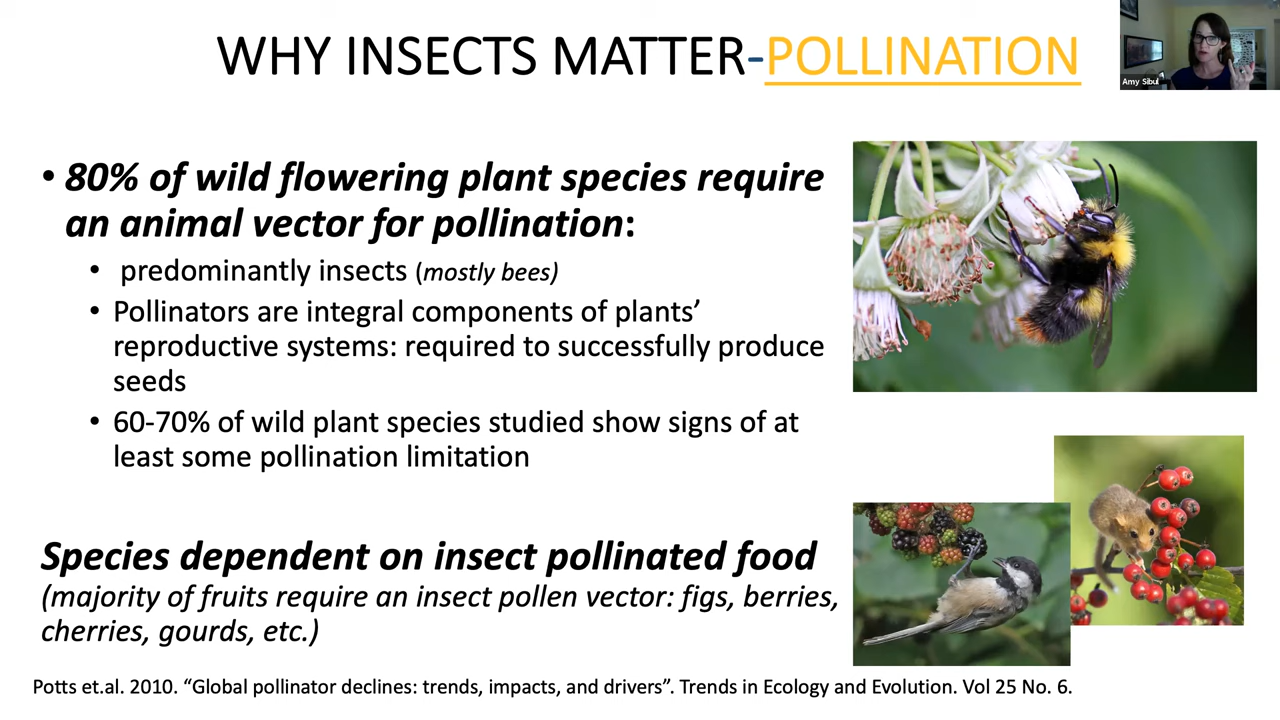 WHY INSECTS MATTER-POLLINATION
Amy Sibul
• 80% of wild flowering plant species require
an animal vector for pollination:
• predominantly insects (mostly bees)
• Pollinators are integral components of plants’
reproductive systems: required to successfully produce
seeds
• 60-70% of wild plant species studied show signs of at
least some pollination limitation
Species dependent on insect pollinated food
(majority of fruits require an insect pollen vector: figs, berries,
cherries, gourds, etc.)
Potts et.al. 2010. “Global pollinator declines: trends, impacts, and drivers”. Trends in Ecology and Evolution. Vol 25 No. 6.